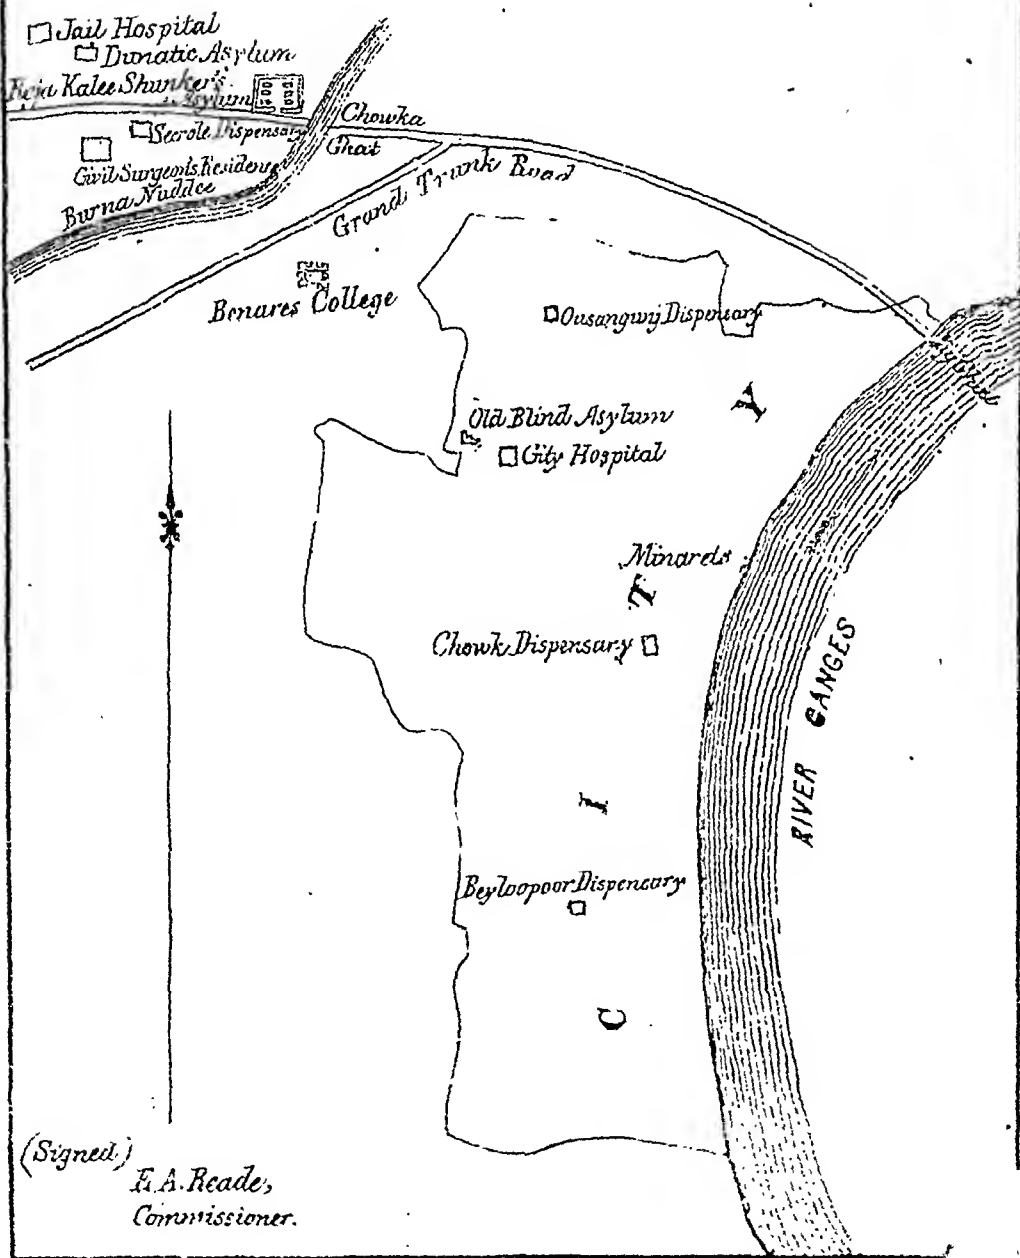 Jail Hospital
Lunatic Asylum
Raja Kalee Shunker's
Asylum
Secrole Dispensary
Civil Surgeon's Residence
Burna Nuddee
Chowka
Ghat
Grand Trunk Road
Benares College
Ousangunj Dispensary
Old Blind Asylum
City Hospital
Minarets
Chowk Dispensary
RIVER GANGES
Beyloopoor Dispensary
CITY
(Signed)
E. A. Reade,
Commissioner.